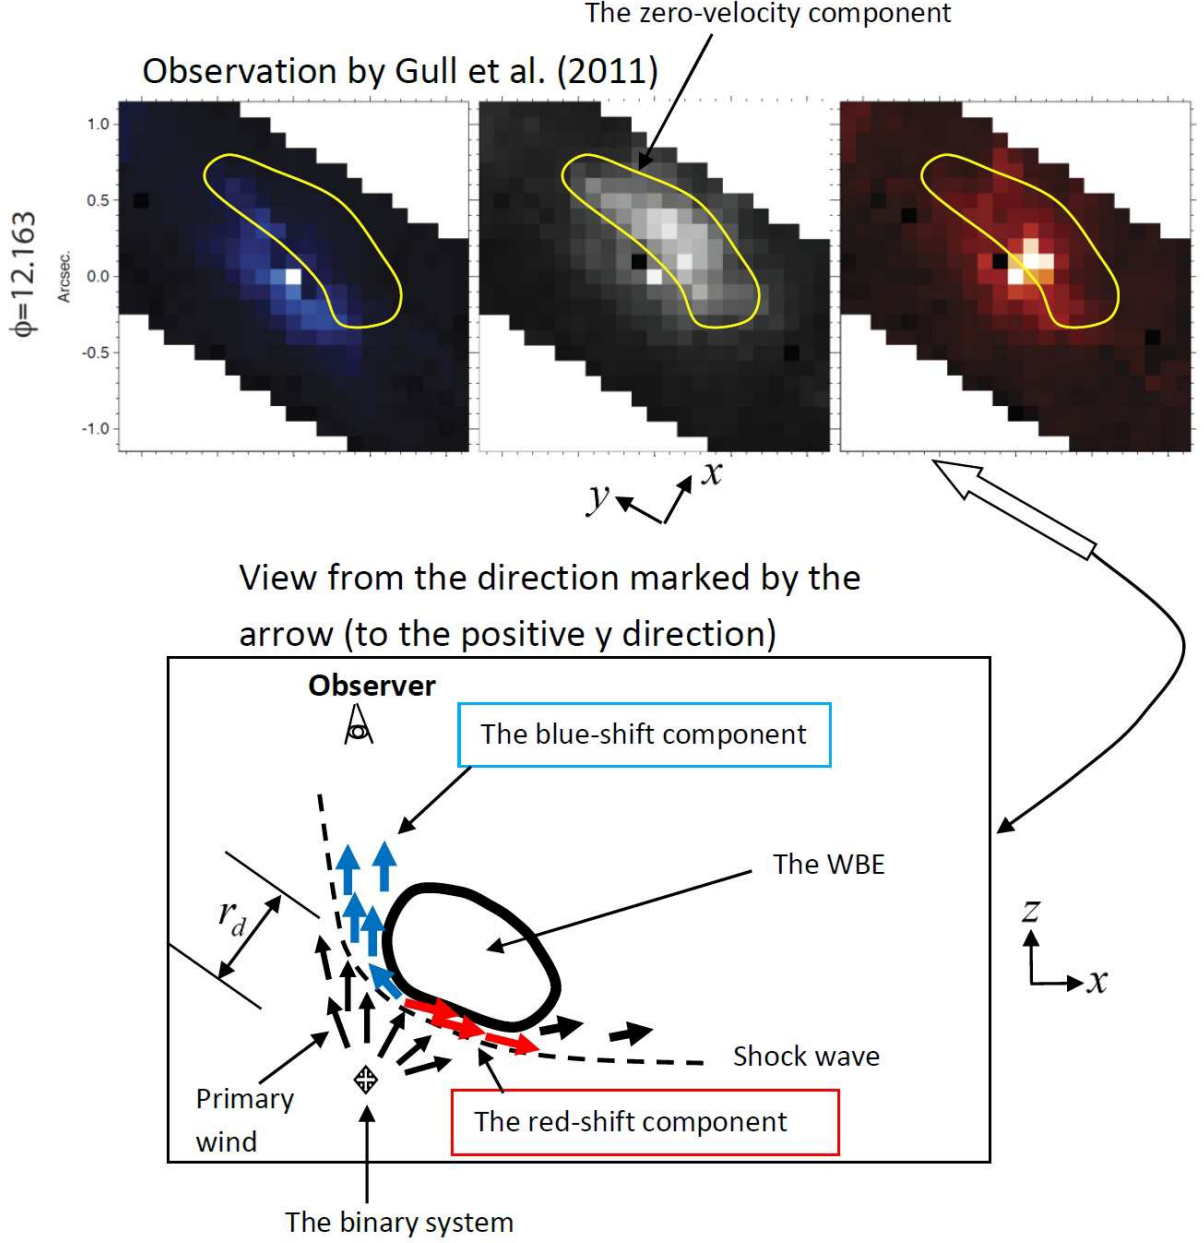 The zero-velocity component
Observation by Gull et al. (2011)
ϕ=12.163
Arcsec.
1.0
0.5
0.0
-0.5
-1.0
y
x
View from the direction marked by the
arrow (to the positive y direction)
Observer
The blue-shift component
The WBE
r_d
z
x
Shock wave
Primary
wind
The red-shift component
The binary system